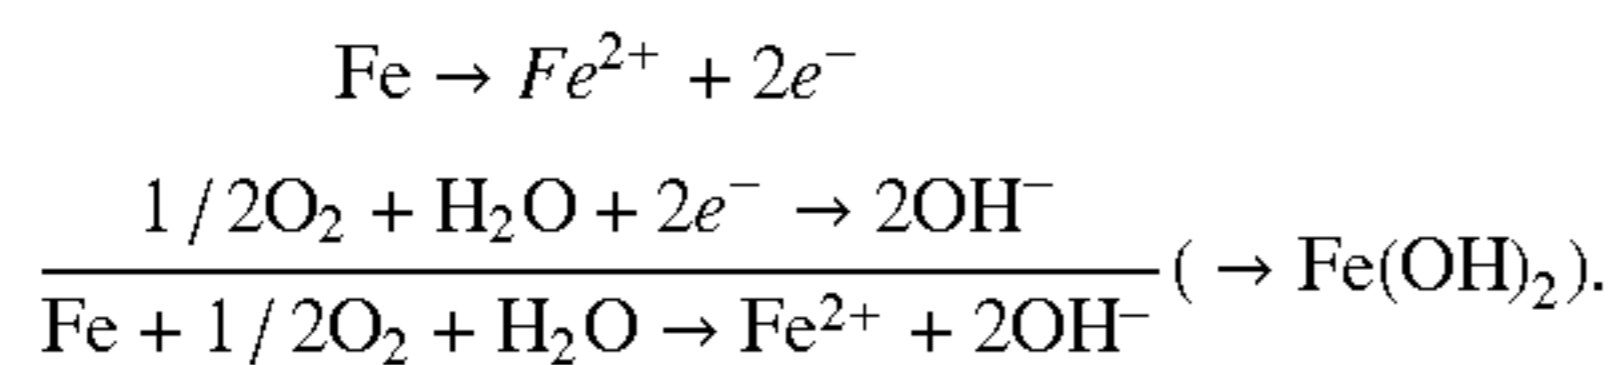 Fe → Fe²⁺ + 2e⁻
1/2O₂ + H₂O + 2e⁻ → 2OH⁻
Fe + 1/2O₂ + H₂O → Fe²⁺ + 2OH⁻ ( → Fe(OH)₂).